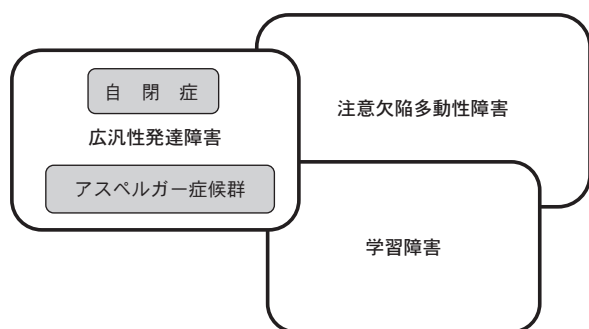 自 閉 症
広汎性発達障害
アスペルガー症候群
注意欠陥多動性障害
学習障害